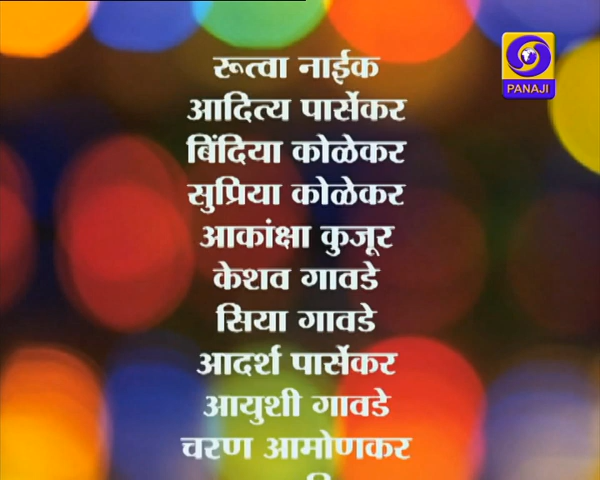 रूत्वा नाईक
PANAJI
आदित्य पार्सेकर
बिंदिया कोळेकर
सुप्रिया कोळेकर
आकांक्षा कुजूर
केशव गावडे
सिया गावडे
आदर्श पार्सेकर
आयुशी गावडे
चरण आमोणकर